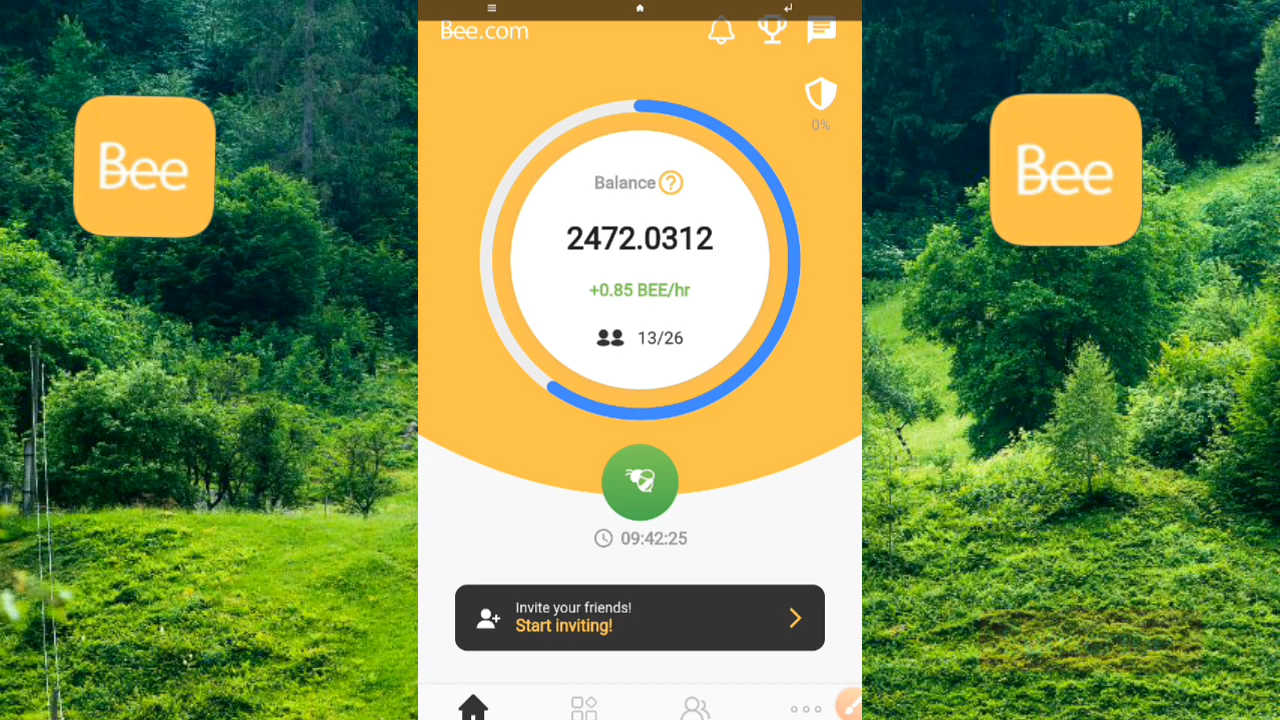 Bee.com
Bee
Bee
0%
Balance ?
2472.0312
+0.85 BEE/hr
13/26
09:42:25
Invite your friends!
Start inviting!